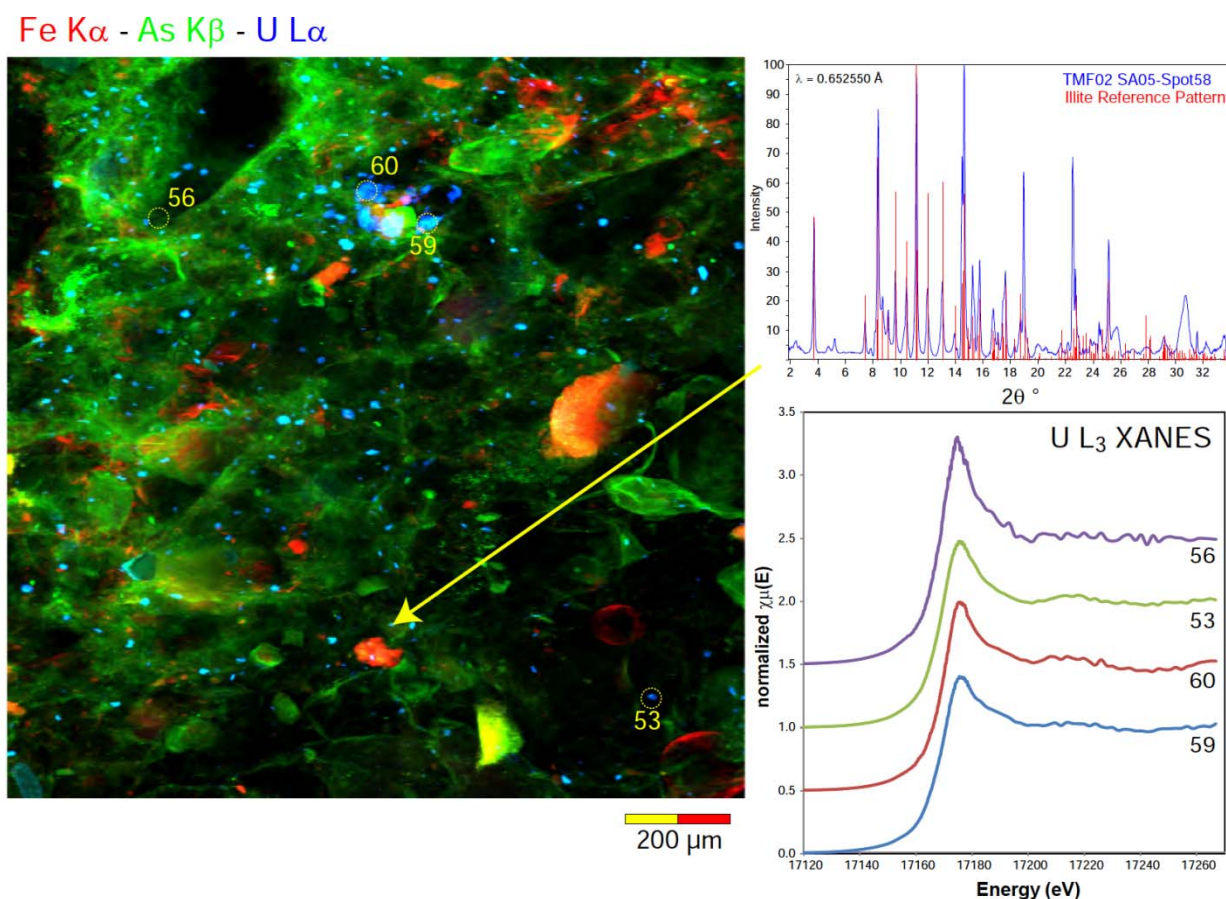 Fe Kα - As Kβ - U Lα
56
60
59
53
200 µm
λ = 0.652550 Å
TMF02 SA05-Spot58
Illite Reference Pattern
Intensity
100
90
80
70
60
50
40
30
20
10
2 4 6 8 10 12 14 16 18 20 22 24 26 28 30 32
2θ °
U L3 XANES
normalized χμ(E)
3.5
3.0
2.5
2.0
1.5
1.0
0.5
0.0
56
53
60
59
17120 17140 17160 17180 17200 17220 17240 17260
Energy (eV)